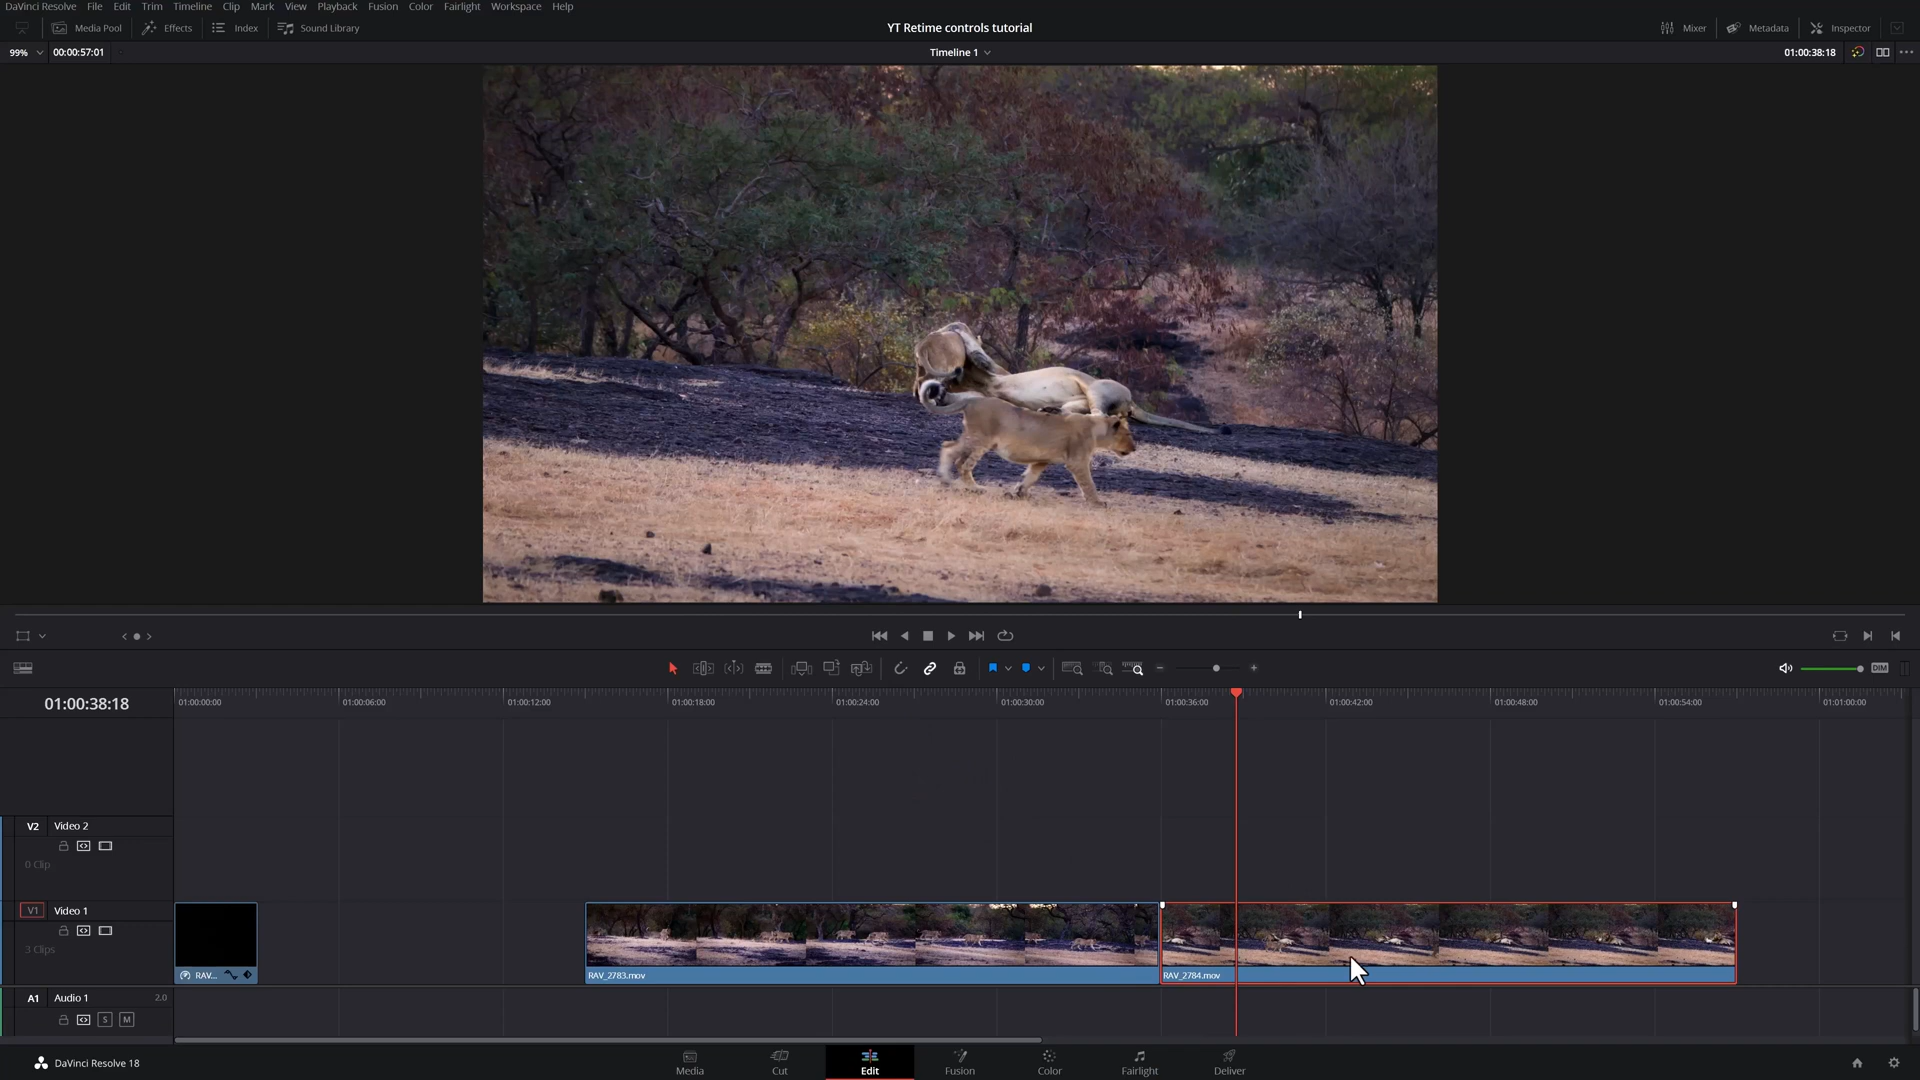 DaVinci Resolve File Edit Trim Timeline Clip Mark View Playback Fusion Color Fairlight Workspace Help
Media Pool Effects Index Sound Library YT Retime controls tutorial Mixer Metadata Inspector
99% 00:00:57:01 Timeline 1 01:00:38:18
DIM
01:00:38:18 01:00:00:00 01:00:06:00 01:00:12:00 01:00:18:00 01:00:24:00 01:00:30:00 01:00:36:00 01:00:42:00 01:00:48:00 01:00:54:00 01:01:00:00
V2 Video 2
0 Clip
V1 Video 1
3 Clips
RAV... RAV_2783.mov RAV_2784.mov
A1 Audio 1 2.0
S M
DaVinci Resolve 18 Media Cut Edit Fusion Color Fairlight Deliver